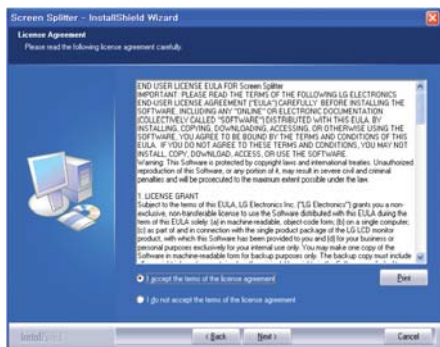 Screen Splitter - InstallShield Wizard
License Agreement
Please read the following license agreement carefully.
END USER LICENSE EULA FOR Screen Splitter
IMPORTANT: PLEASE READ THE TERMS OF THE FOLLOWING LG ELECTRONICS
END-USER LICENSE AGREEMENT ("EULA") CAREFULLY BEFORE INSTALLING THE
SOFTWARE, INCLUDING ANY "ONLINE" OR ELECTRONIC DOCUMENTATION
(COLLECTIVELY CALLED "SOFTWARE") DISTRIBUTED WITH THIS EULA. BY
INSTALLING, COPYING, DOWNLOADING, ACCESSING, OR OTHERWISE USING THE
SOFTWARE, YOU AGREE TO BE BOUND BY THE TERMS AND CONDITIONS OF THIS
EULA. IF YOU DO NOT AGREE TO THESE TERMS AND CONDITIONS, YOU MAY NOT
INSTALL, COPY, DOWNLOAD, ACCESS, OR USE THE SOFTWARE.
Warning: This Software is protected by copyright laws and international treaties. Unauthorized
reproduction of this Software, or any portion of it, may result in severe civil and criminal
penalties and will be prosecuted to the maximum extent possible under the law.
1. LICENSE GRANT
Subject to the terms of this EULA, LG Electronics Inc. ("LG Electronics") grants you a non-
exclusive, non-transferable license to use the Software distributed with this EULA during the
term of this EULA solely: (a) in machine-readable, object-code form; (b) on a single computer;
(c) as part of and in connection with the single product package of the LG LCD monitor
product, with which this Software has been provided to you and (d) for your business or
personal purposes exclusively for your internal use only. You may make one copy of the
Software in machine-readable form for backup purposes only. The backup copy must include
I accept the terms of the license agreement
Print
I do not accept the terms of the license agreement
InstallShield
< Back
Next >
Cancel